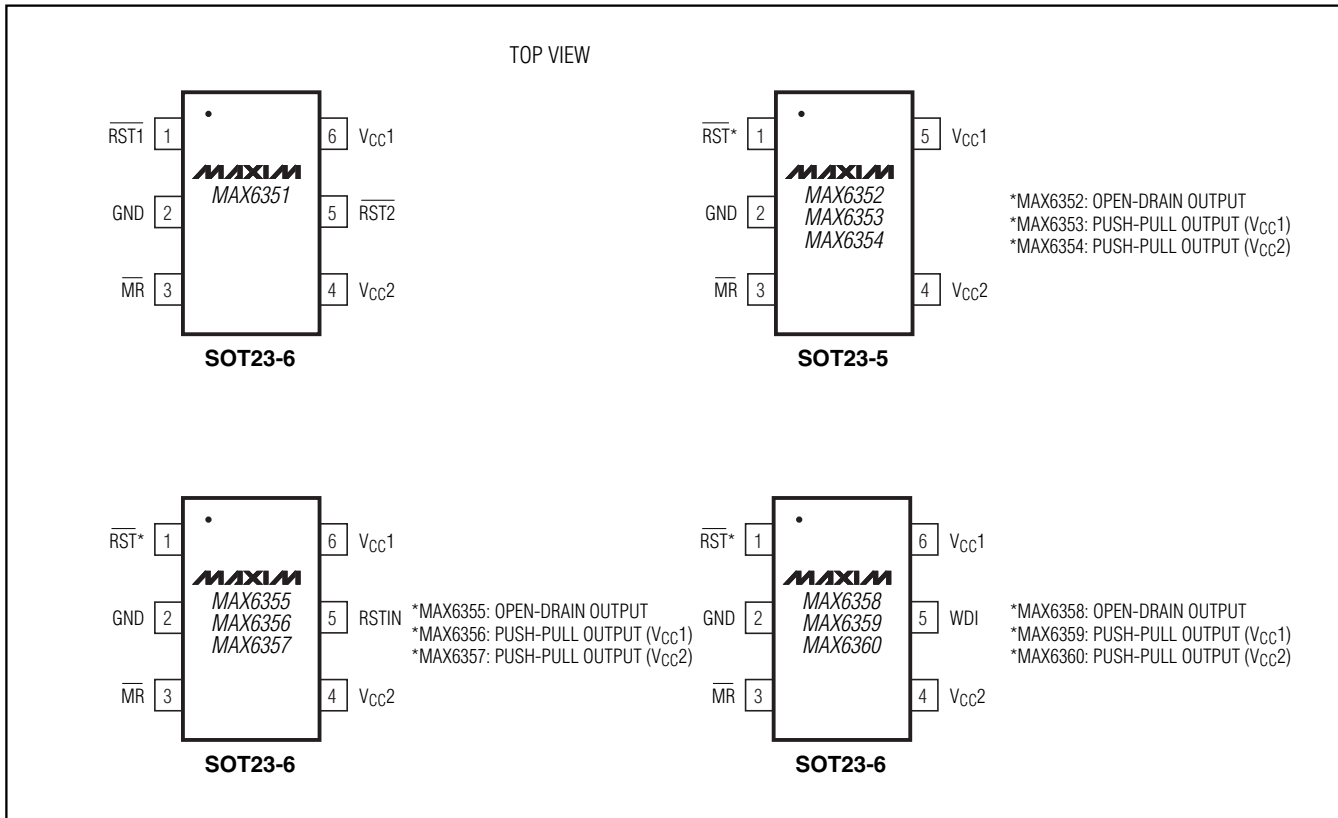 TOP VIEW
RST1 1
GND 2
MR 3
MAXIM
MAX6351
6 VCC1
5 RST2
4 VCC2
SOT23-6
RST* 1
GND 2
MR 3
MAXIM
MAX6352
MAX6353
MAX6354
5 VCC1
4 VCC2
*MAX6352: OPEN-DRAIN OUTPUT
*MAX6353: PUSH-PULL OUTPUT (VCC1)
*MAX6354: PUSH-PULL OUTPUT (VCC2)
SOT23-5
RST* 1
GND 2
MR 3
MAXIM
MAX6355
MAX6356
MAX6357
6 VCC1
5 RSTIN
4 VCC2
*MAX6355: OPEN-DRAIN OUTPUT
*MAX6356: PUSH-PULL OUTPUT (VCC1)
*MAX6357: PUSH-PULL OUTPUT (VCC2)
SOT23-6
RST* 1
GND 2
MR 3
MAXIM
MAX6358
MAX6359
MAX6360
6 VCC1
5 WDI
4 VCC2
*MAX6358: OPEN-DRAIN OUTPUT
*MAX6359: PUSH-PULL OUTPUT (VCC1)
*MAX6360: PUSH-PULL OUTPUT (VCC2)
SOT23-6